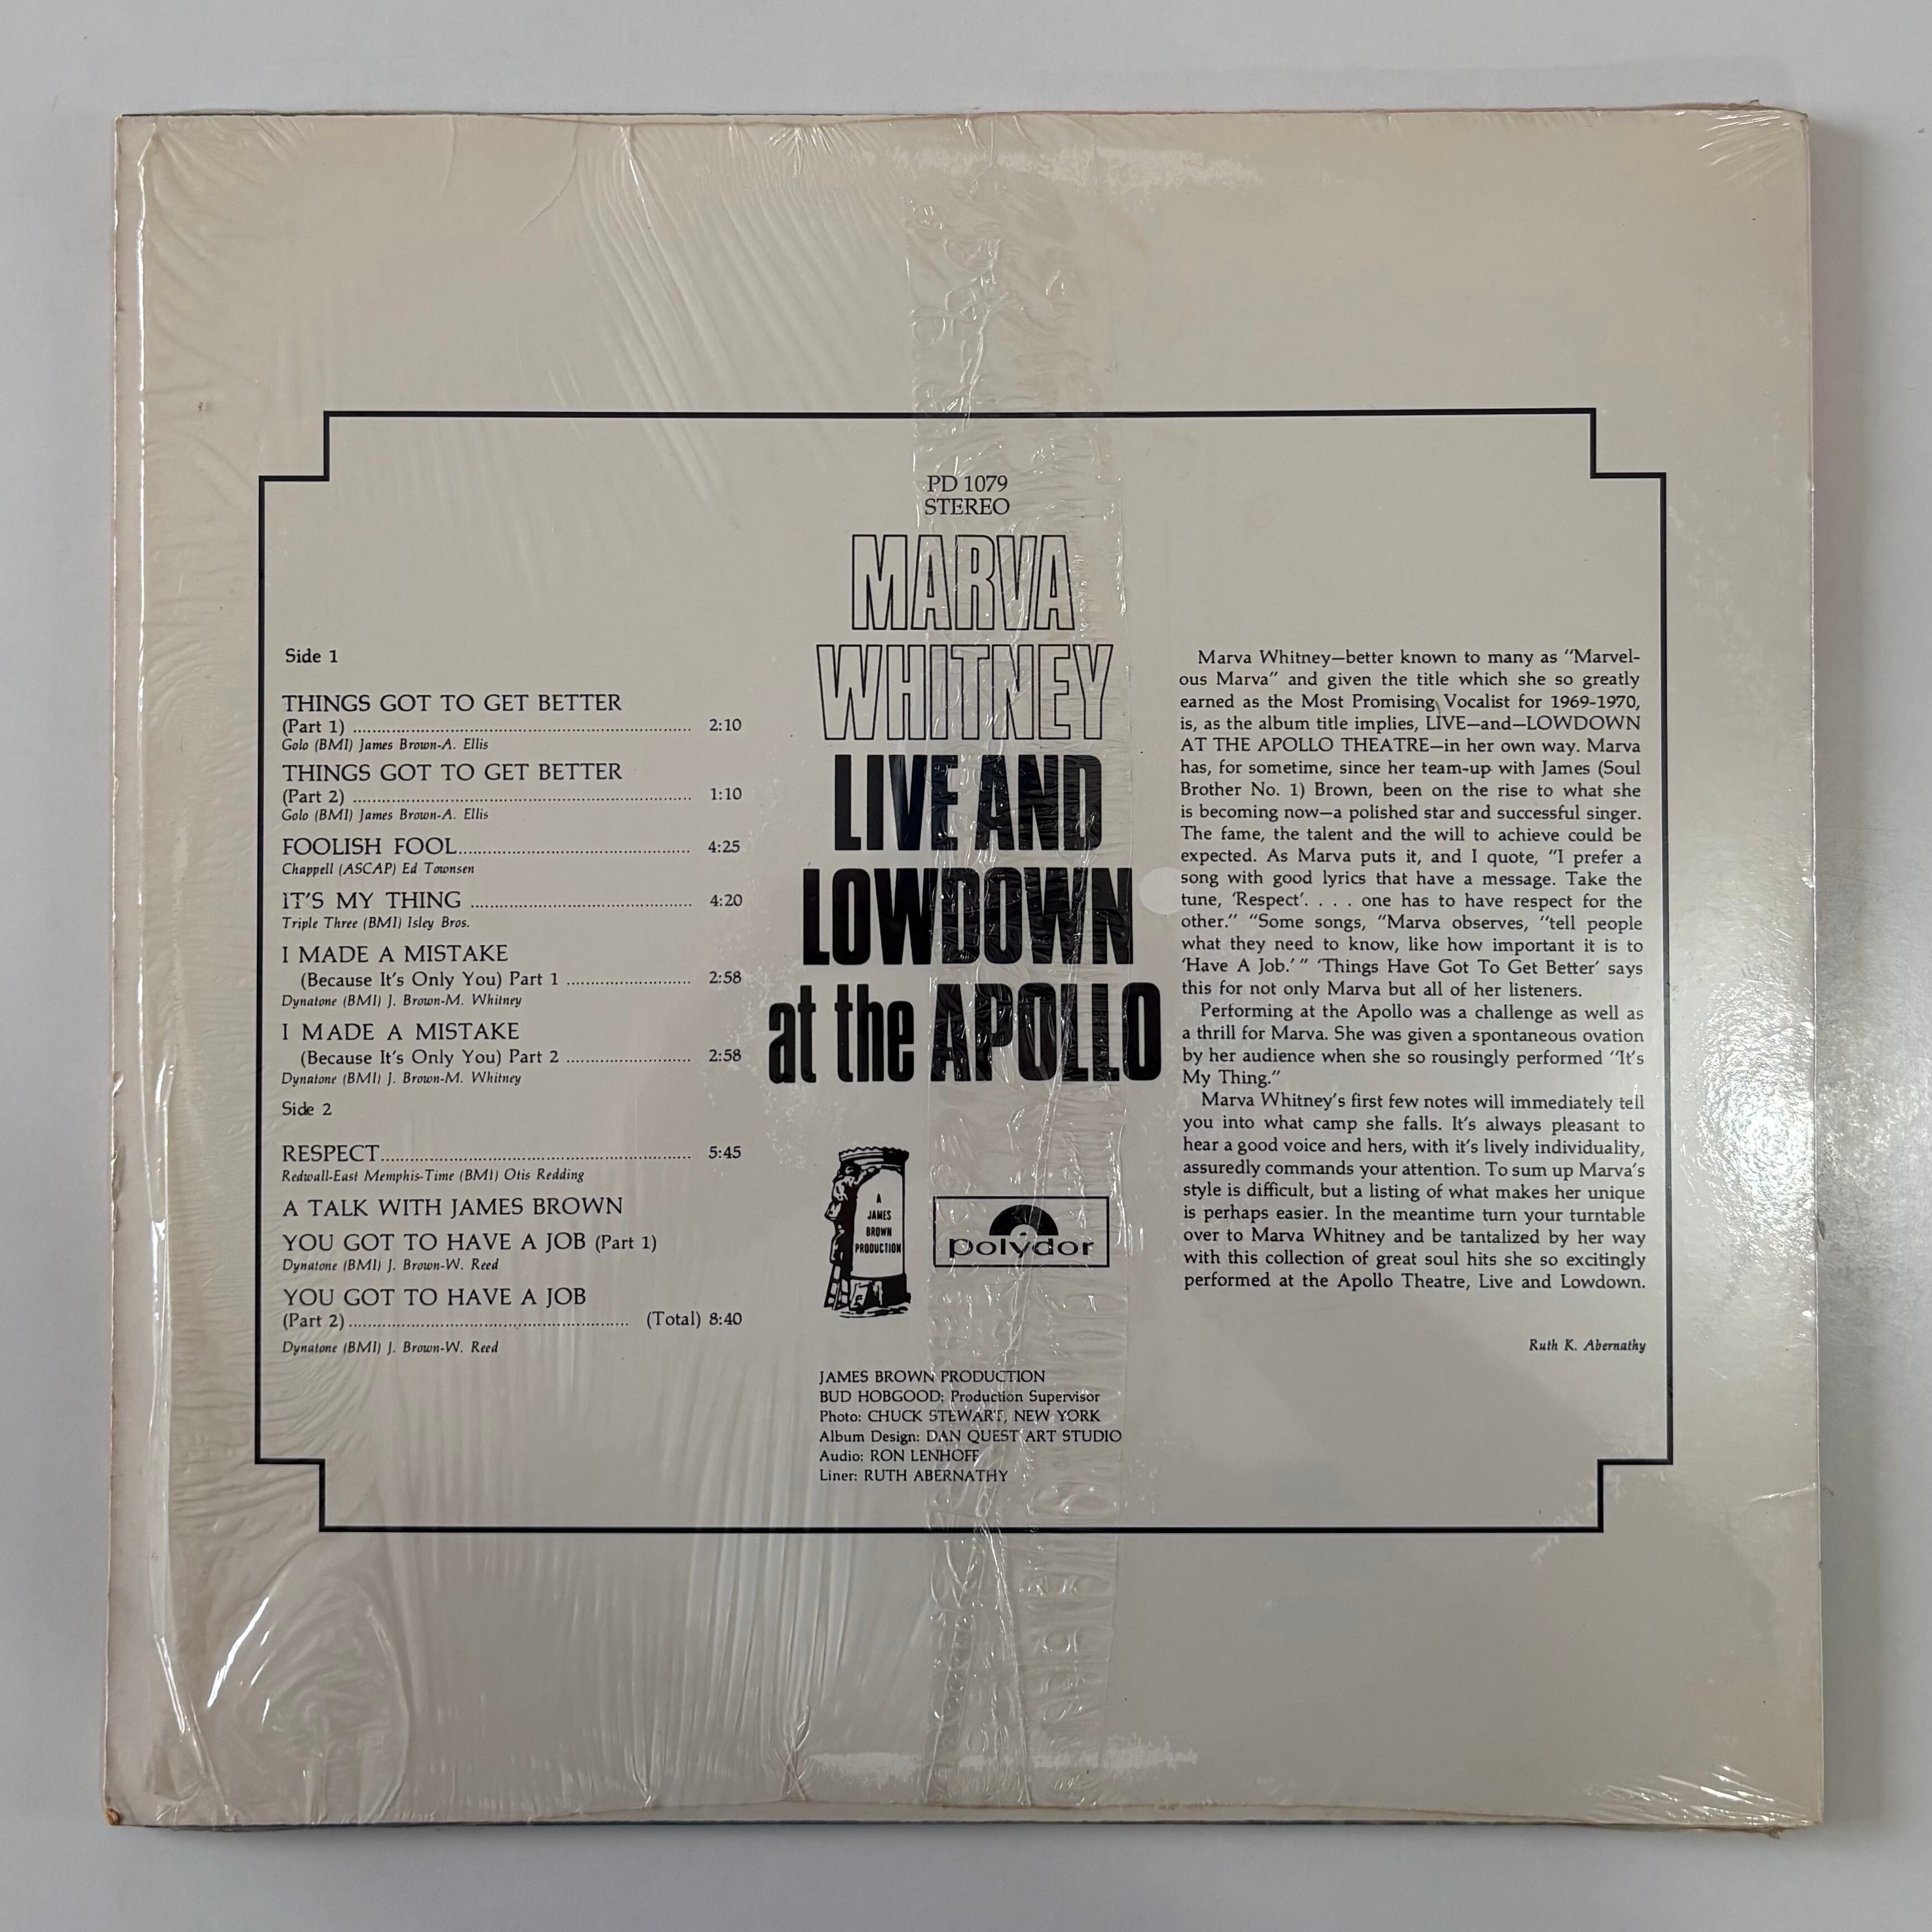 PD 1079
STEREO
MARVA
WHITNEY
LIVE AND
LOWDOWN
at the APOLLO
Side 1
THINGS GOT TO GET BETTER
(Part 1) ........................................ 2:10
Golo (BMI) James Brown-A. Ellis
THINGS GOT TO GET BETTER
(Part 2) ........................................ 1:10
Golo (BMI) James Brown-A. Ellis
FOOLISH FOOL........................................ 4:25
Chappell (ASCAP) Ed Townsen
IT'S MY THING ........................................ 4:20
Triple Three (BMI) Isley Bros.
I MADE A MISTAKE
(Because It's Only You) Part 1 .......................... 2:58
Dynatone (BMI) J. Brown-M. Whitney
I MADE A MISTAKE
(Because It's Only You) Part 2 .......................... 2:58
Dynatone (BMI) J. Brown-M. Whitney
Side 2
RESPECT........................................ 5:45
Redwall-East Memphis-Time (BMI) Otis Redding
A TALK WITH JAMES BROWN
YOU GOT TO HAVE A JOB (Part 1)
Dynatone (BMI) J. Brown-W. Reed
YOU GOT TO HAVE A JOB
(Part 2)........................................ (Total) 8:40
Dynatone (BMI) J. Brown-W. Reed
A
JAMES
BROWN
PRODUCTION
polydor
JAMES BROWN PRODUCTION
BUD HOBGOOD: Production Supervisor
Photo: CHUCK STEWART, NEW YORK
Album Design: DAN QUEST ART STUDIO
Audio: RON LENHOFF
Liner: RUTH ABERNATHY
Marva Whitney—better known to many as "Marvel-
ous Marva" and given the title which she so greatly
earned as the Most Promising Vocalist for 1969-1970,
is, as the album title implies, LIVE—and—LOWDOWN
AT THE APOLLO THEATRE—in her own way. Marva
has, for sometime, since her team-up with James (Soul
Brother No. 1) Brown, been on the rise to what she
is becoming now—a polished star and successful singer.
The fame, the talent and the will to achieve could be
expected. As Marva puts it, and I quote, "I prefer a
song with good lyrics that have a message. Take the
tune, 'Respect'. . . . one has to have respect for the
other." "Some songs, "Marva observes, "tell people
what they need to know, like how important it is to
'Have A Job.' " 'Things Have Got To Get Better' says
this for not only Marva but all of her listeners.
Performing at the Apollo was a challenge as well as
a thrill for Marva. She was given a spontaneous ovation
by her audience when she so rousingly performed "It's
My Thing."
Marva Whitney's first few notes will immediately tell
you into what camp she falls. It's always pleasant to
hear a good voice and hers, with it's lively individuality,
assuredly commands your attention. To sum up Marva's
style is difficult, but a listing of what makes her unique
is perhaps easier. In the meantime turn your turntable
over to Marva Whitney and be tantalized by her way
with this collection of great soul hits she so excitingly
performed at the Apollo Theatre, Live and Lowdown.
Ruth K. Abernathy